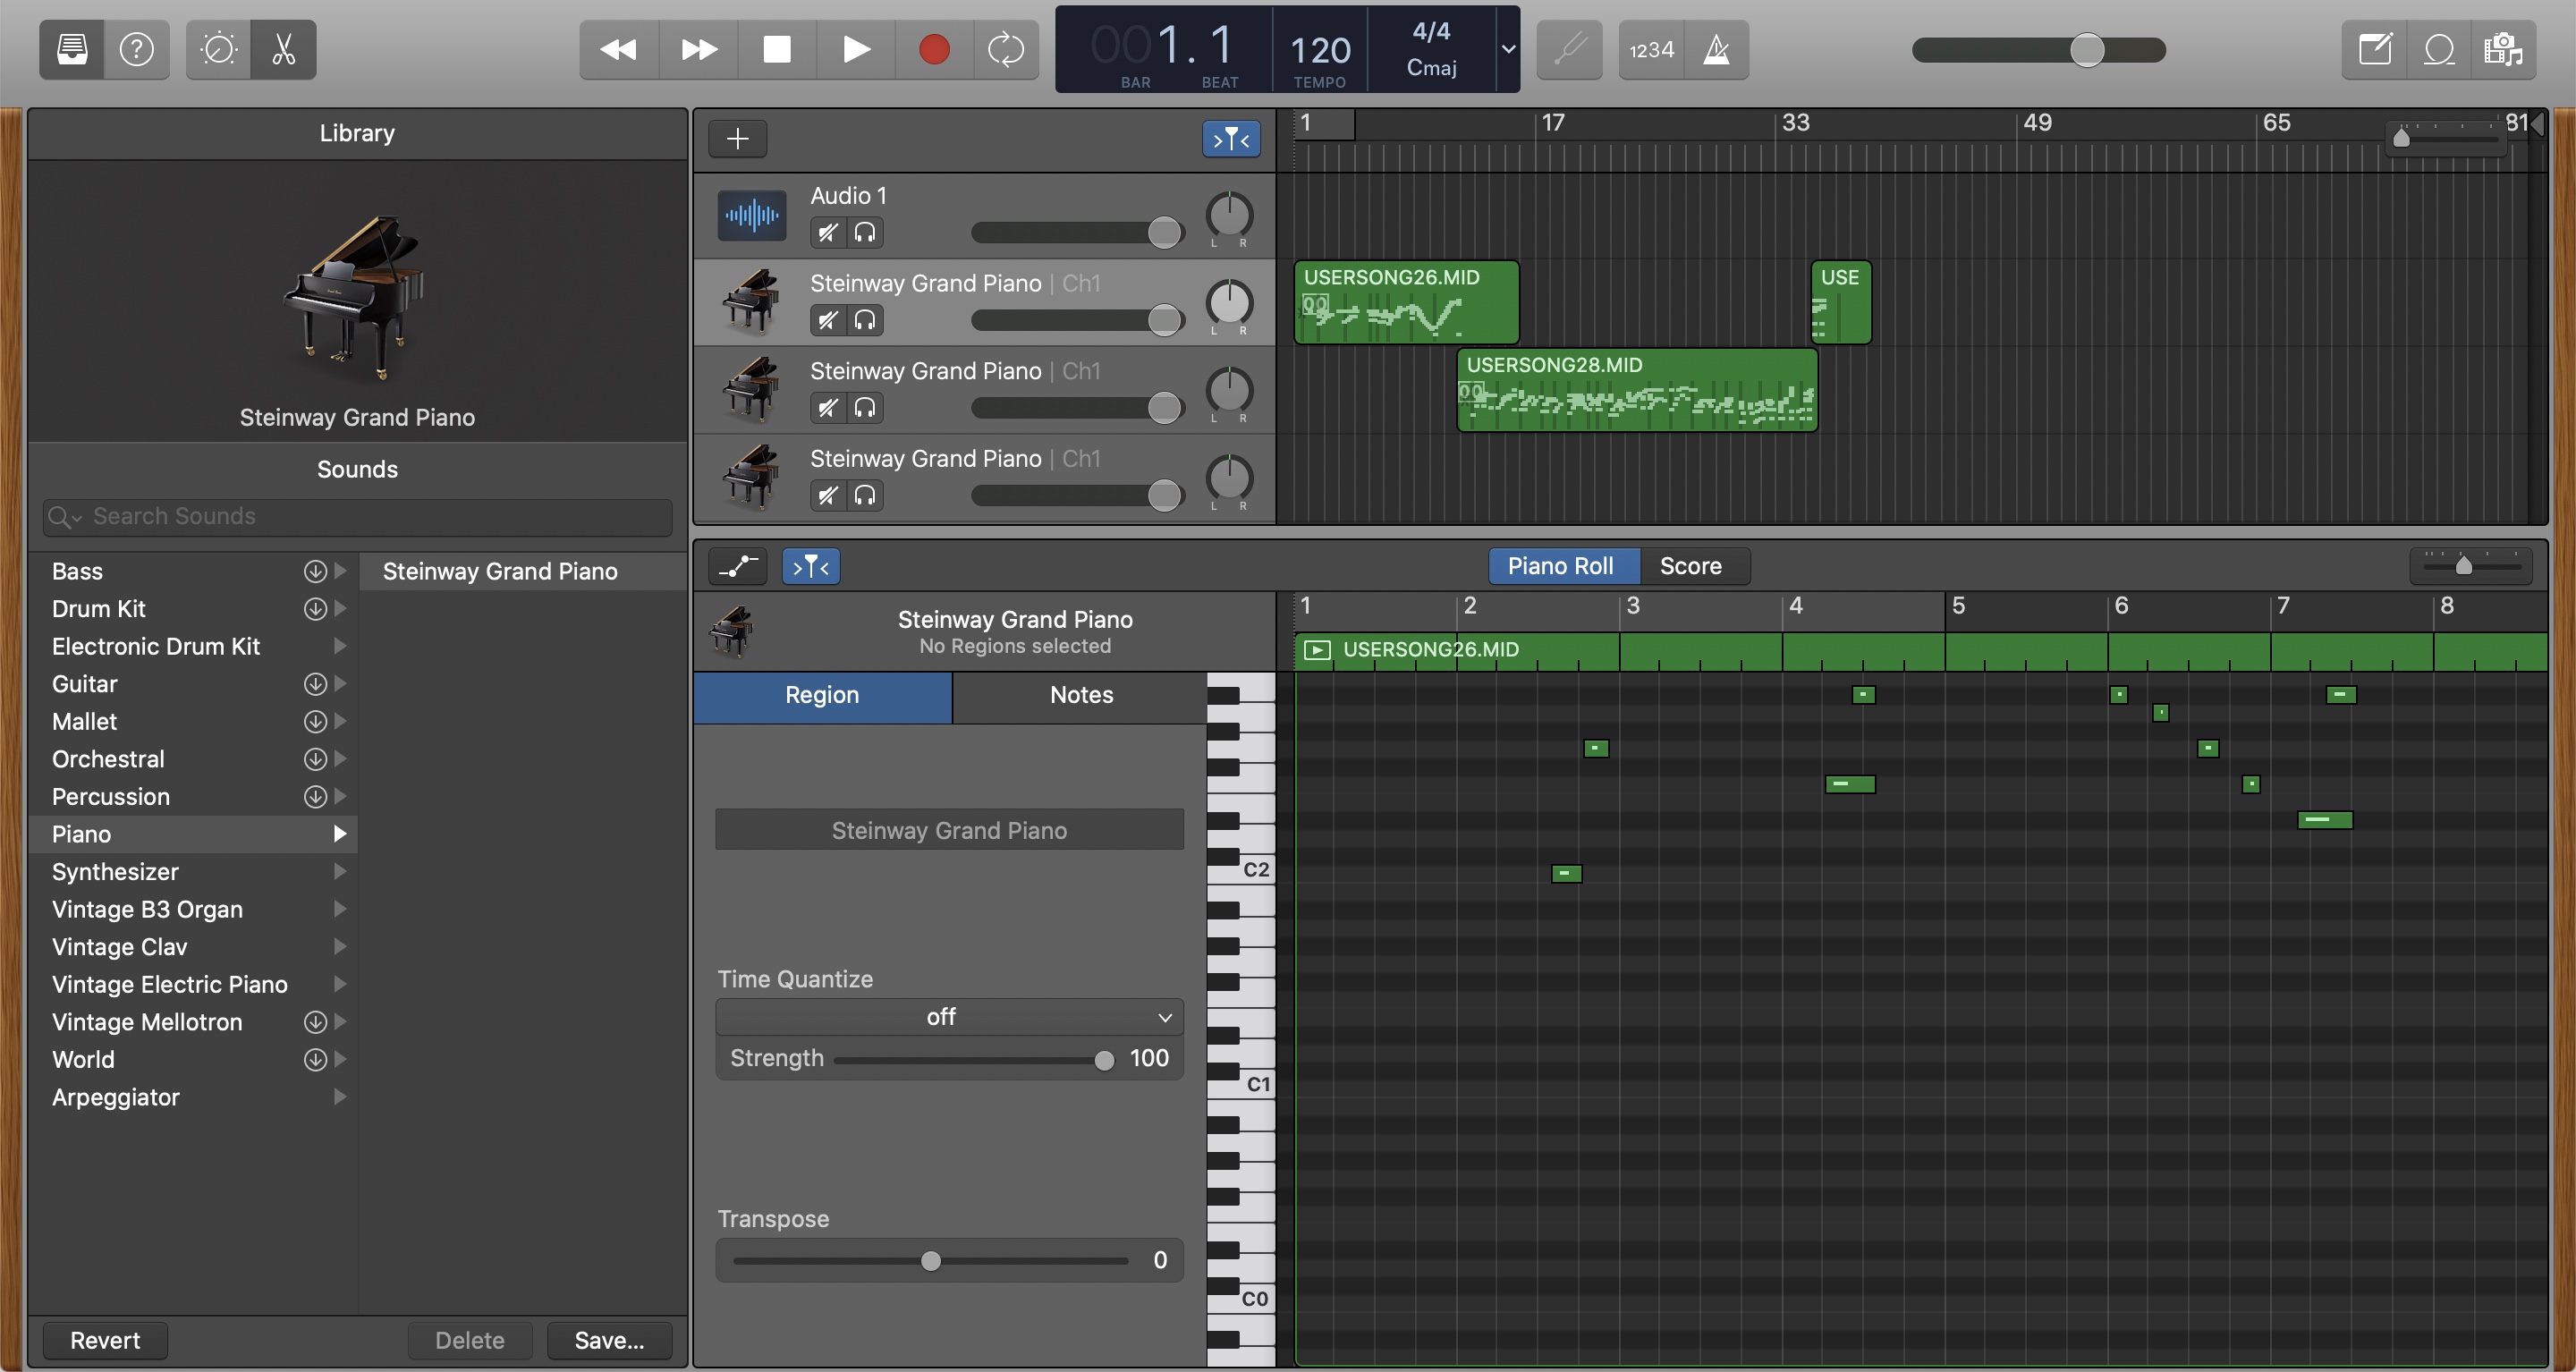 001. 1
BAR BEAT
120
TEMPO
4/4
Cmaj
1234
Library
Steinway Grand Piano
Sounds
Search Sounds
Bass
Drum Kit
Electronic Drum Kit
Guitar
Mallet
Orchestral
Percussion
Piano
Synthesizer
Vintage B3 Organ
Vintage Clav
Vintage Electric Piano
Vintage Mellotron
World
Arpeggiator
Steinway Grand Piano
Revert Delete Save...
1 17 33 49 65 81
Audio 1
L R
Steinway Grand Piano | Ch1
L R
Steinway Grand Piano | Ch1
L R
Steinway Grand Piano | Ch1
L R
USERSONG26.MID
USE
USERSONG28.MID
Piano Roll Score
Steinway Grand Piano
No Regions selected
1 2 3 4 5 6 7 8
USERSONG26.MID
Region Notes
Steinway Grand Piano
Time Quantize
off
Strength 100
Transpose
0
C2
C1
C0